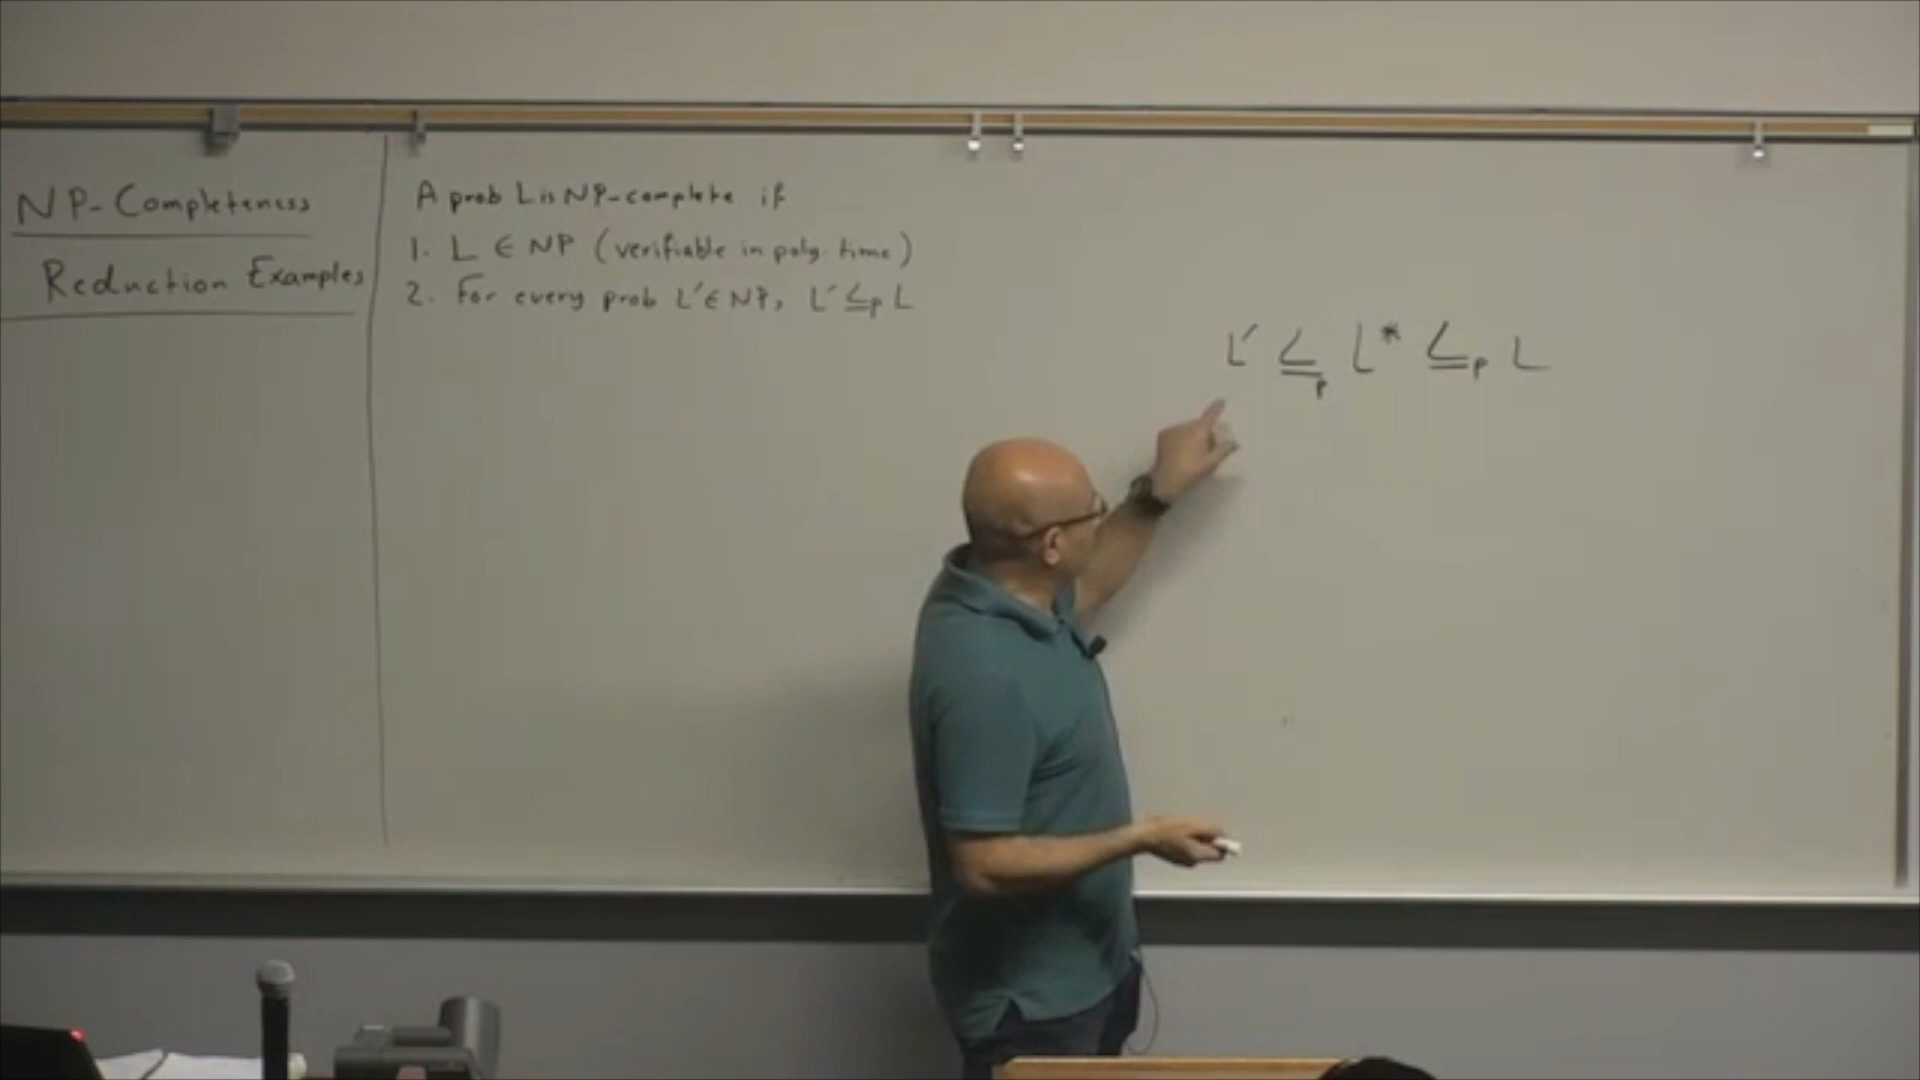 NP-Completeness
Reduction Examples
A prob L is NP-complete if
1. L ∈ NP (verifiable in poly. time)
2. For every prob L' ∈ NP, L' ≤p L
L' ≤p L* ≤p L